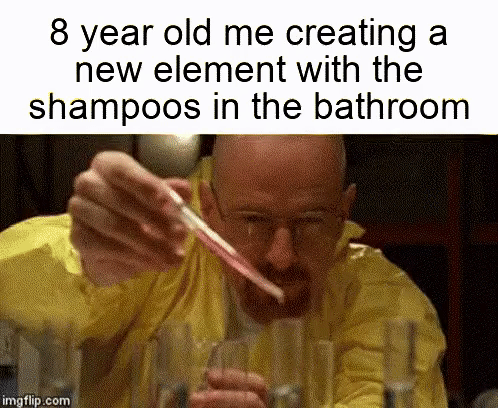 8 year old me creating a
new element with the
shampoos in the bathroom
imgflip.com